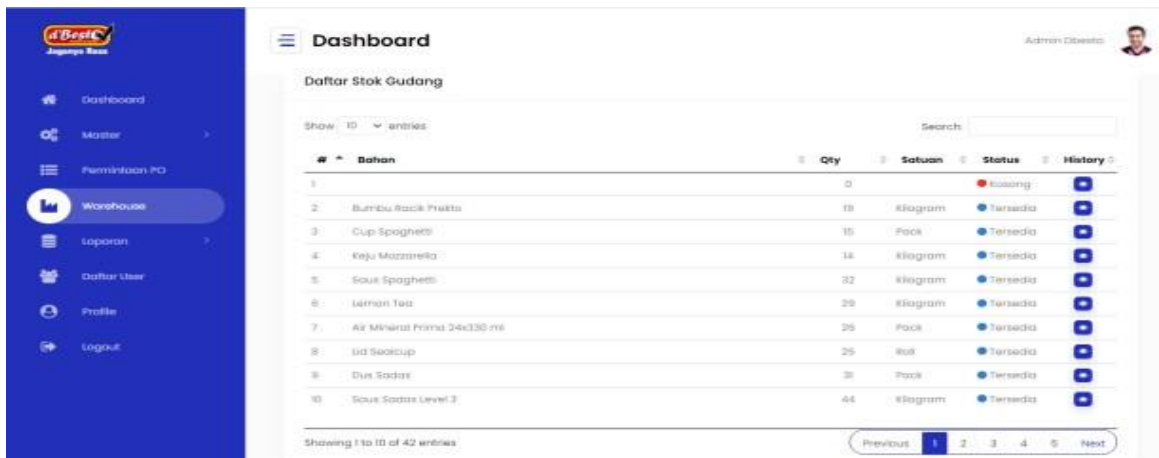 d'Besto
Jagonya Rasa
Dashboard
Admin Dbesto
Dashboard
Master
Permintaan PO
Warehouse
Laporan
Daftar User
Profile
Logout
Daftar Stok Gudang
Show 10 entries
Search:
# Bahan Qty Satuan Status History
1 0 Kosong
2 Bumbu Racik Prekto Kilogram Tersedia
3 Cup Spaghetti 15 Pack Tersedia
4 Keju Mozzarella 14 Kilogram Tersedia
5 Saus Spaghetti 32 Kilogram Tersedia
6 Lemon Tea 29 Kilogram Tersedia
7 Air Mineral Prima 24x330 ml 26 Pack Tersedia
8 Lid Sealcup 25 Roll Tersedia
9 Dus Sadas 31 Pack Tersedia
10 Saus Sadas Level 3 44 Kilogram Tersedia
Showing 1 to 10 of 42 entries
Previous 1 2 3 4 5 Next